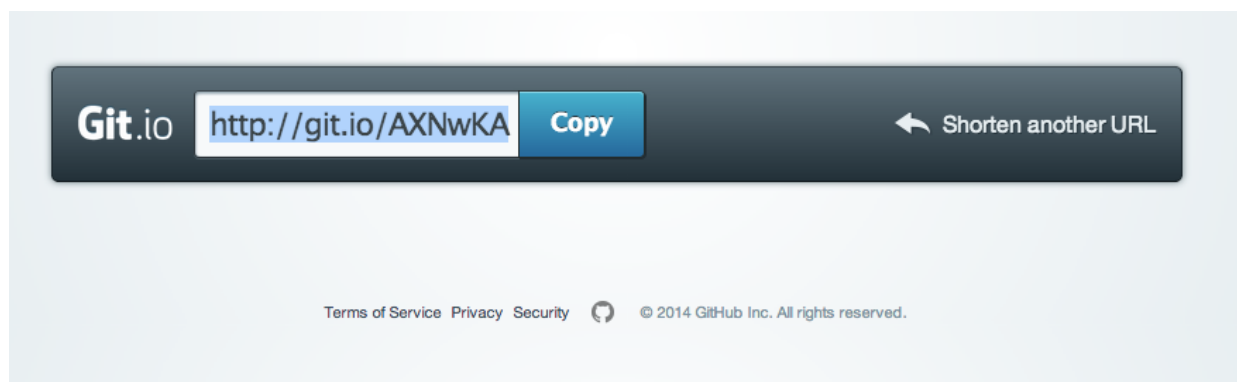 Git.io http://git.io/AXNwKA Copy Shorten another URL
Terms of Service Privacy Security © 2014 GitHub Inc. All rights reserved.